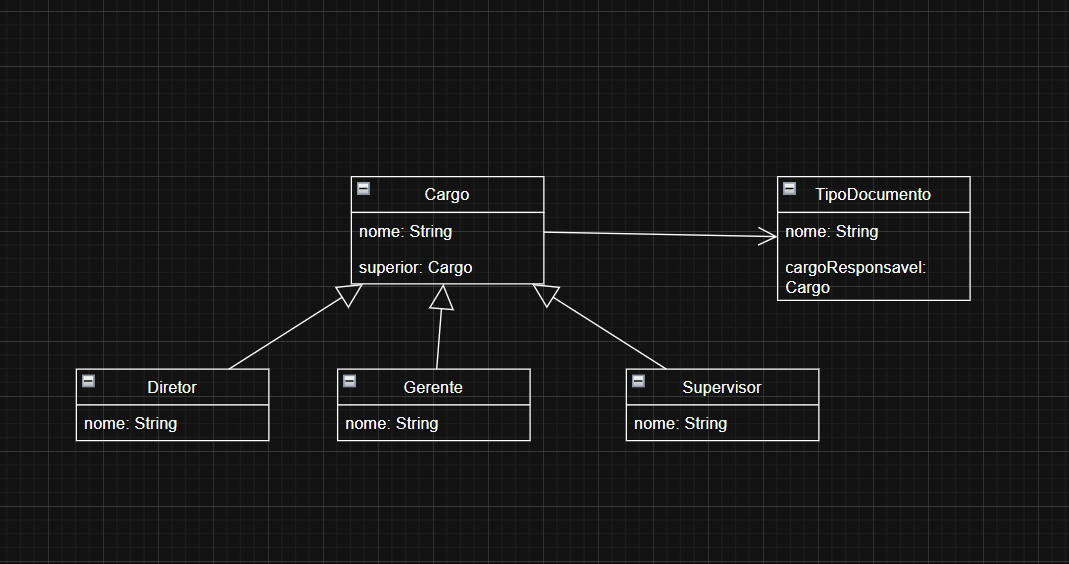 Cargo
nome: String
superior: Cargo
TipoDocumento
nome: String
cargoResponsavel:
Cargo
Diretor
nome: String
Gerente
nome: String
Supervisor
nome: String